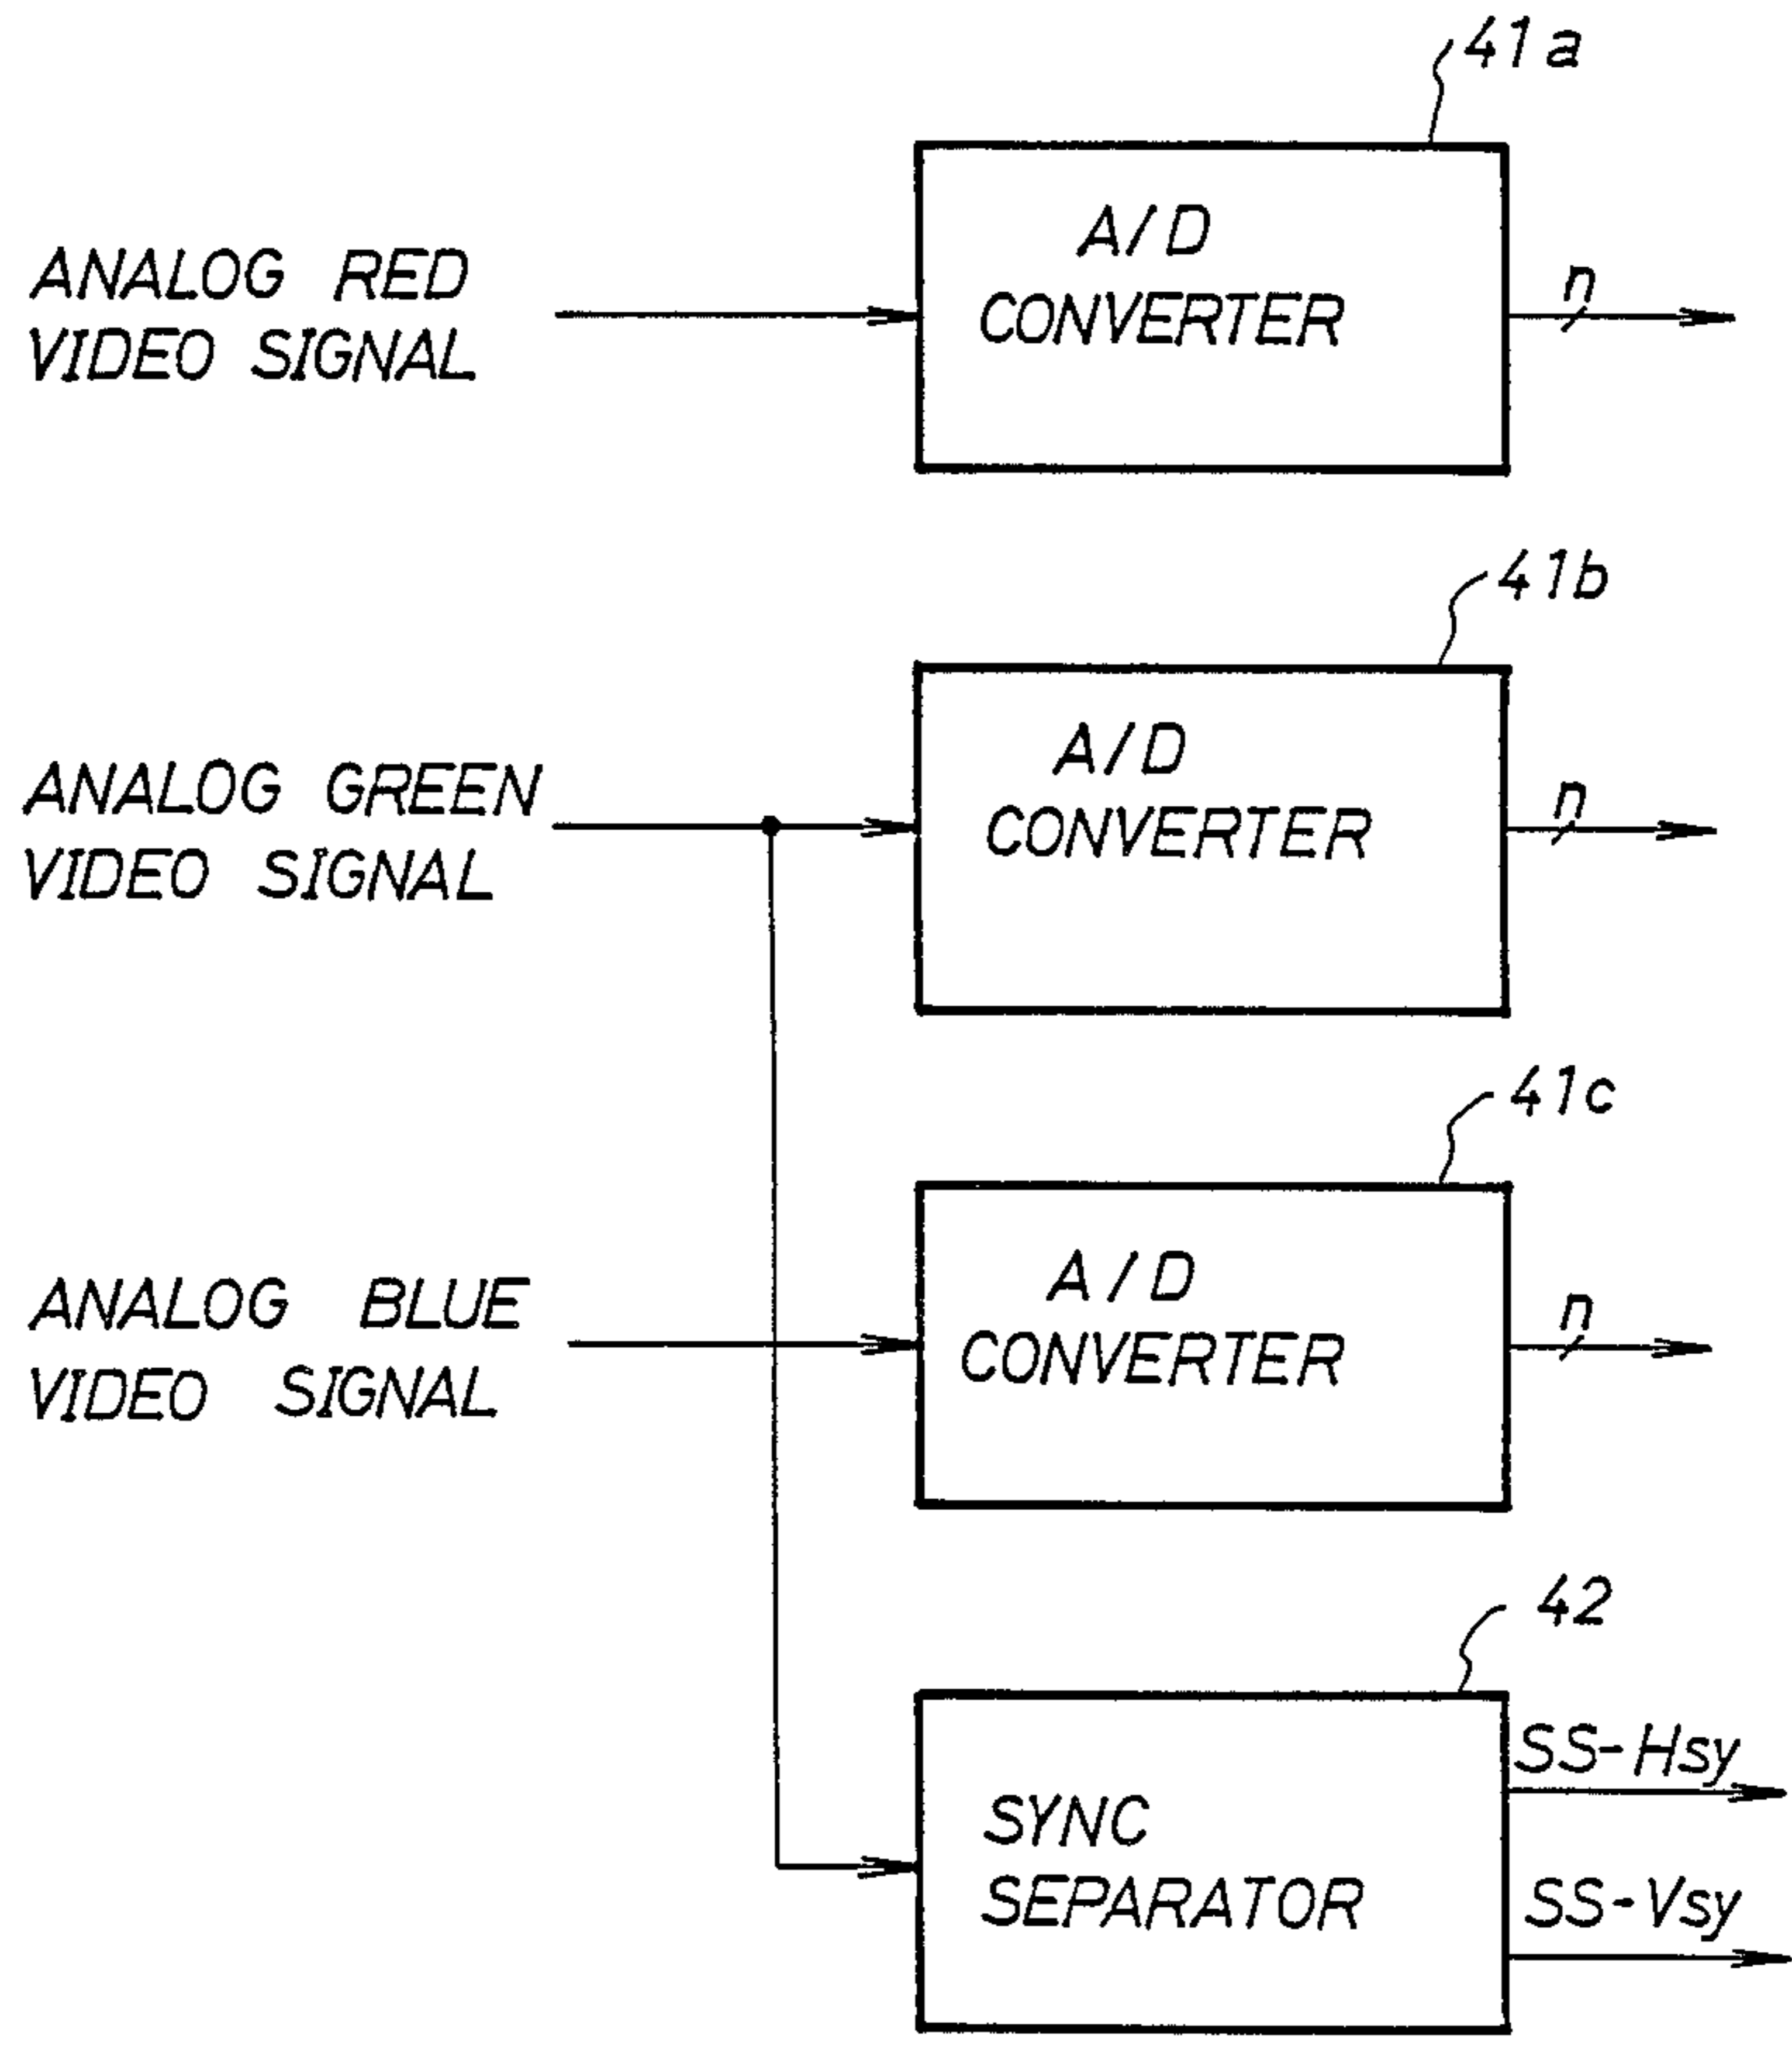 41a
ANALOG RED
VIDEO SIGNAL
A/D
CONVERTER
n
41b
ANALOG GREEN
VIDEO SIGNAL
A/D
CONVERTER
n
41c
ANALOG BLUE
VIDEO SIGNAL
A/D
CONVERTER
n
42
SYNC
SEPARATOR
SS-Hsy
SS-Vsy